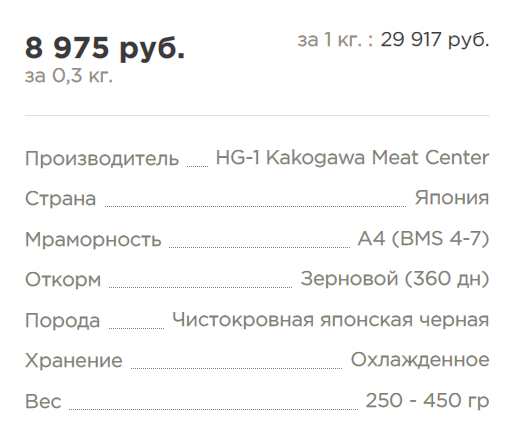 8 975 руб.
за 1 кг. : 29 917 руб.
за 0,3 кг.
Производитель HG-1 Kakogawa Meat Center
Страна Япония
Мраморность A4 (BMS 4-7)
Откорм Зерновой (360 дн)
Порода Чистокровная японская черная
Хранение Охлажденное
Вес 250 - 450 гр